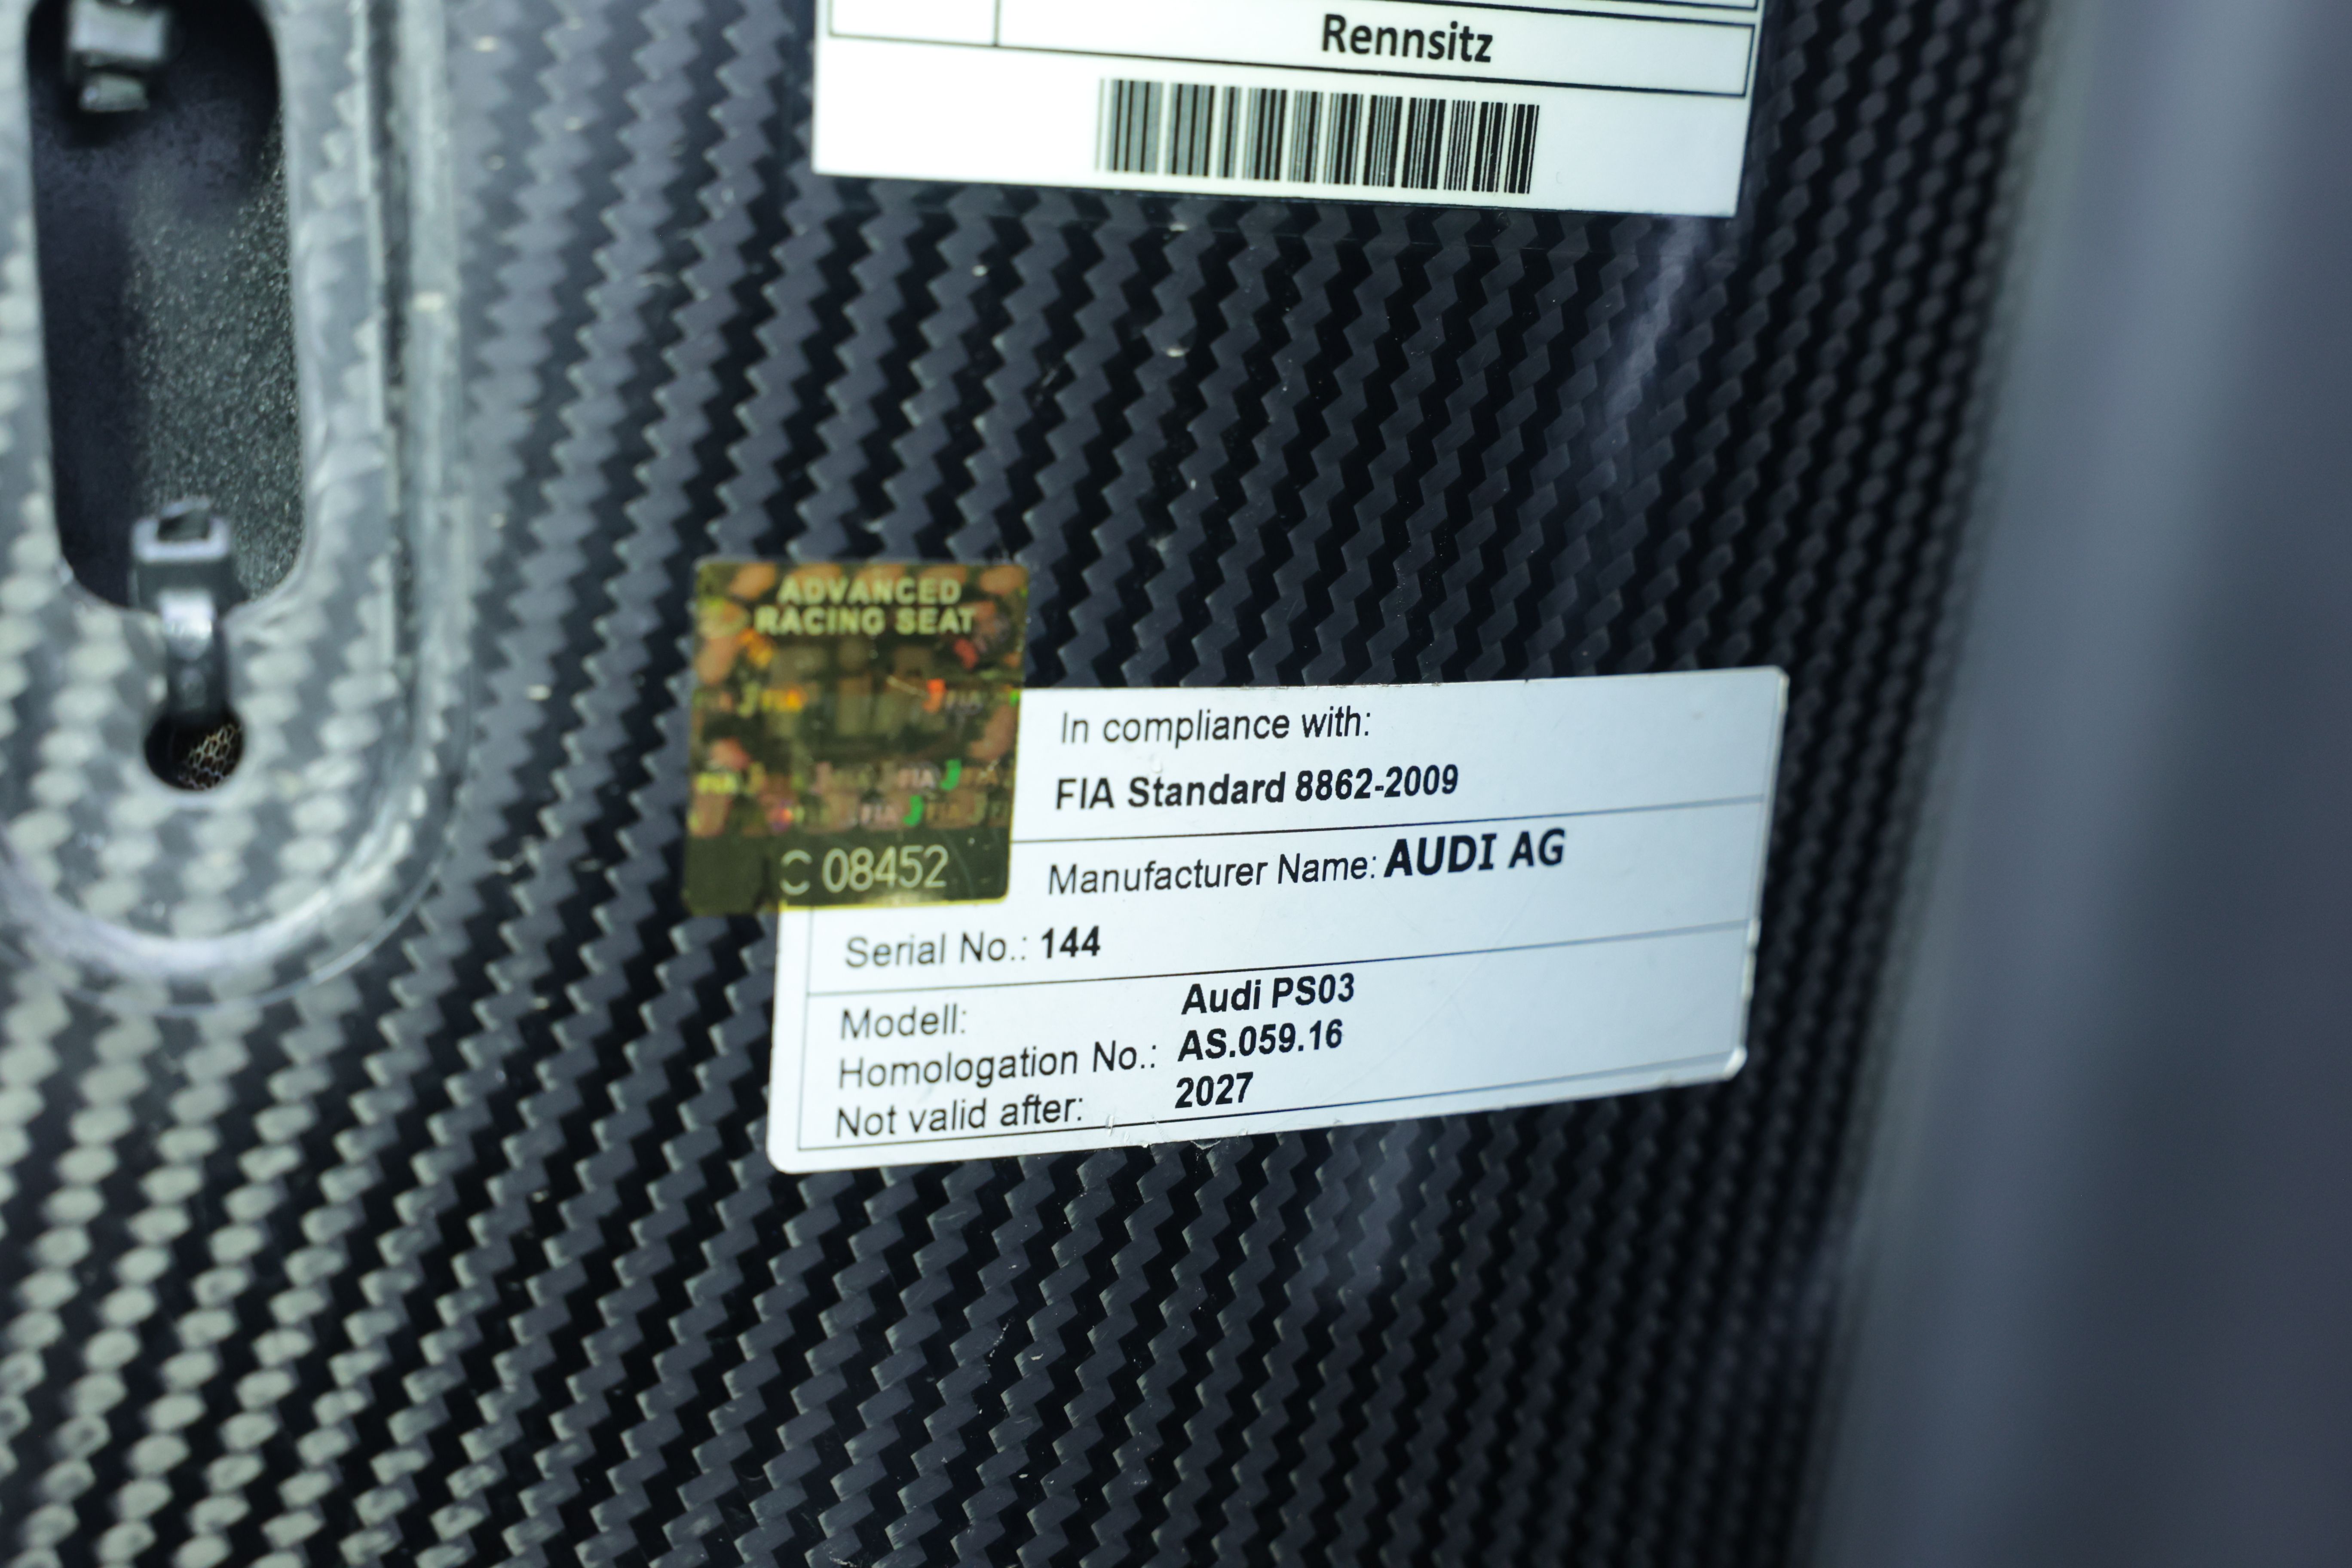 Rennsitz
ADVANCED
RACING SEAT
C 08452
In compliance with:
FIA Standard 8862-2009
Manufacturer Name: AUDI AG
Serial No.: 144
Modell: Audi PS03
Homologation No.: AS.059.16
Not valid after: 2027